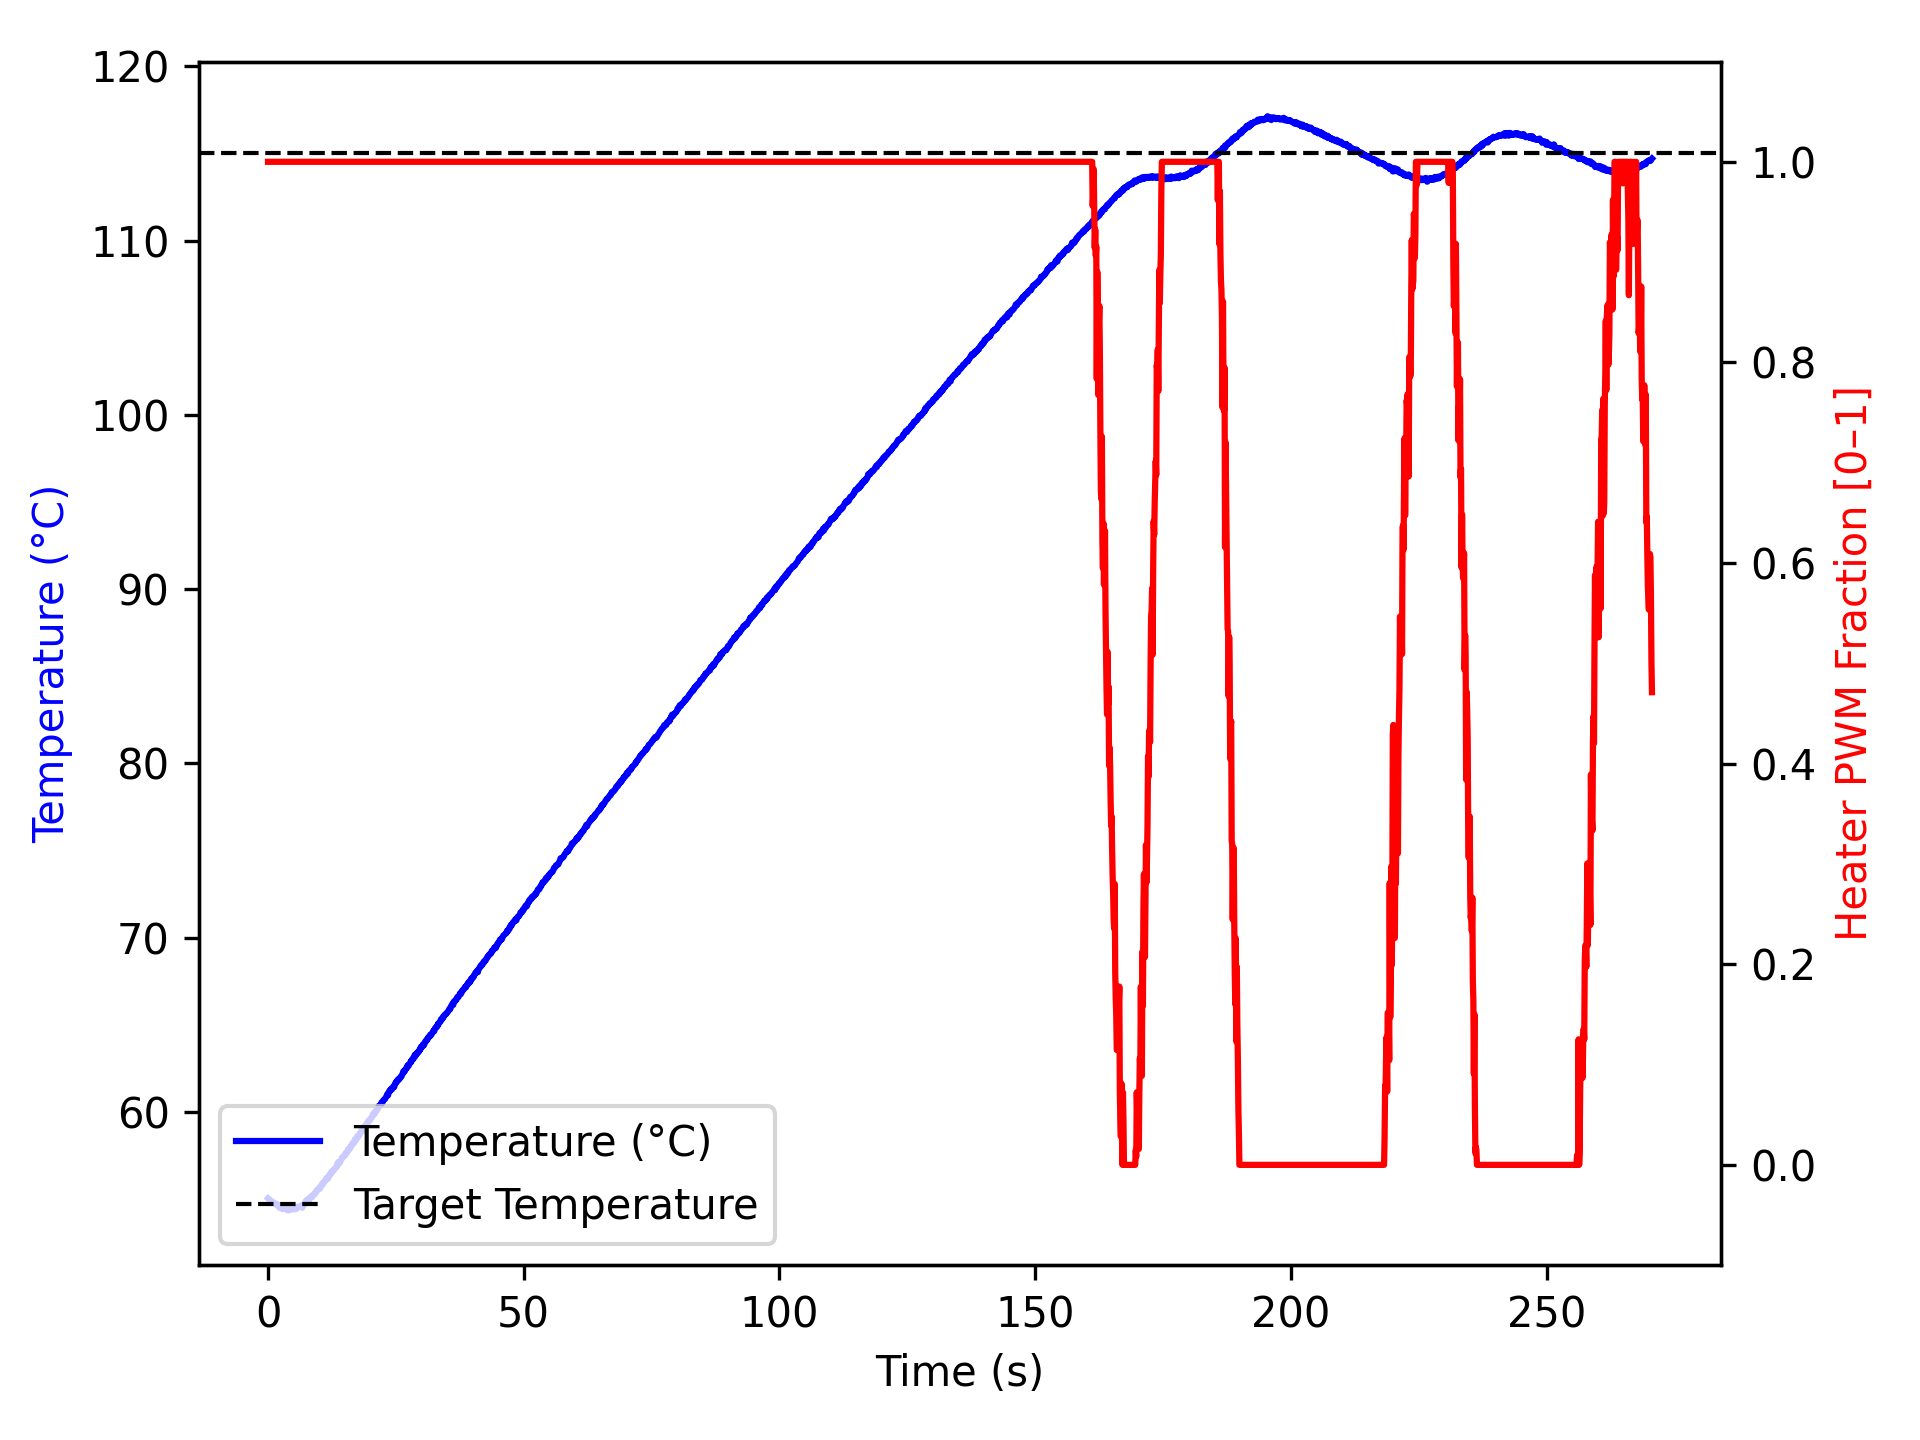 120
110
100
90
80
70
60
Temperature (°C)
1.0
0.8
0.6
0.4
0.2
0.0
Heater PWM Fraction [0–1]
Temperature (°C)
Target Temperature
0 50 100 150 200 250
Time (s)